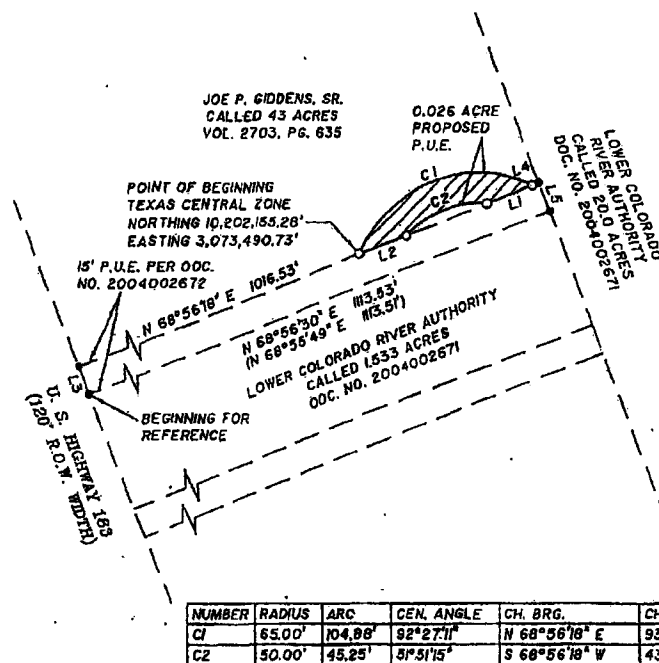 JOE P. GIDDENS, SR.
CALLED 43 ACRES
VOL. 2703, PG. 635
0.026 ACRE
PROPOSED
P.U.E.
LOWER COLORADO
RIVER AUTHORITY
CALLED 20.0 ACRES
DOC. NO. 2004002671
C1
L4
C2
L1
L5
L2
POINT OF BEGINNING
TEXAS CENTRAL ZONE
NORTHING 10,202,155.28'
EASTING 3,073,490.73'
15' P.U.E. PER DOC.
NO. 2004002672
N 68°56'18" E 1016.53'
N 68°56'30" E 1113.53'
(N 68°55'49" E 1113.51')
LOWER COLORADO RIVER AUTHORITY
CALLED 1.533 ACRES
DOC. NO. 2004002671
L3
BEGINNING FOR
REFERENCE
U. S. HIGHWAY 183
(120' R.O.W. WIDTH)
NUMBER RADIUS ARC CEN. ANGLE CH. BRG. CH
C1 65.00' 104.88' 92°27'11" N 68°56'18" E 93
C2 50.00' 45.25' 51°51'15" S 68°56'18" W 43